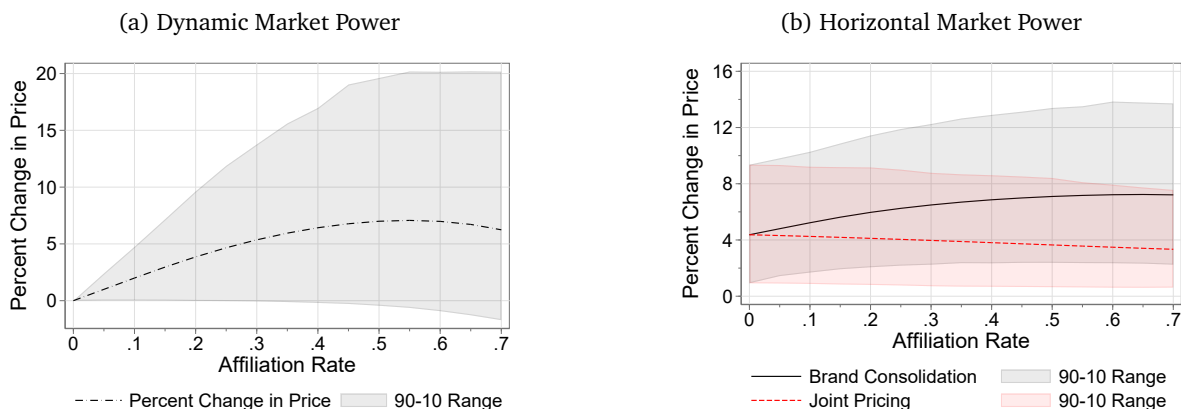 (a) Dynamic Market Power
Percent Change in Price
20
15
10
5
0
0 .1 .2 .3 .4 .5 .6 .7
Affiliation Rate
Percent Change in Price 90-10 Range
(b) Horizontal Market Power
Percent Change in Price
16
12
8
4
0
0 .1 .2 .3 .4 .5 .6 .7
Affiliation Rate
Brand Consolidation 90-10 Range
Joint Pricing 90-10 Range